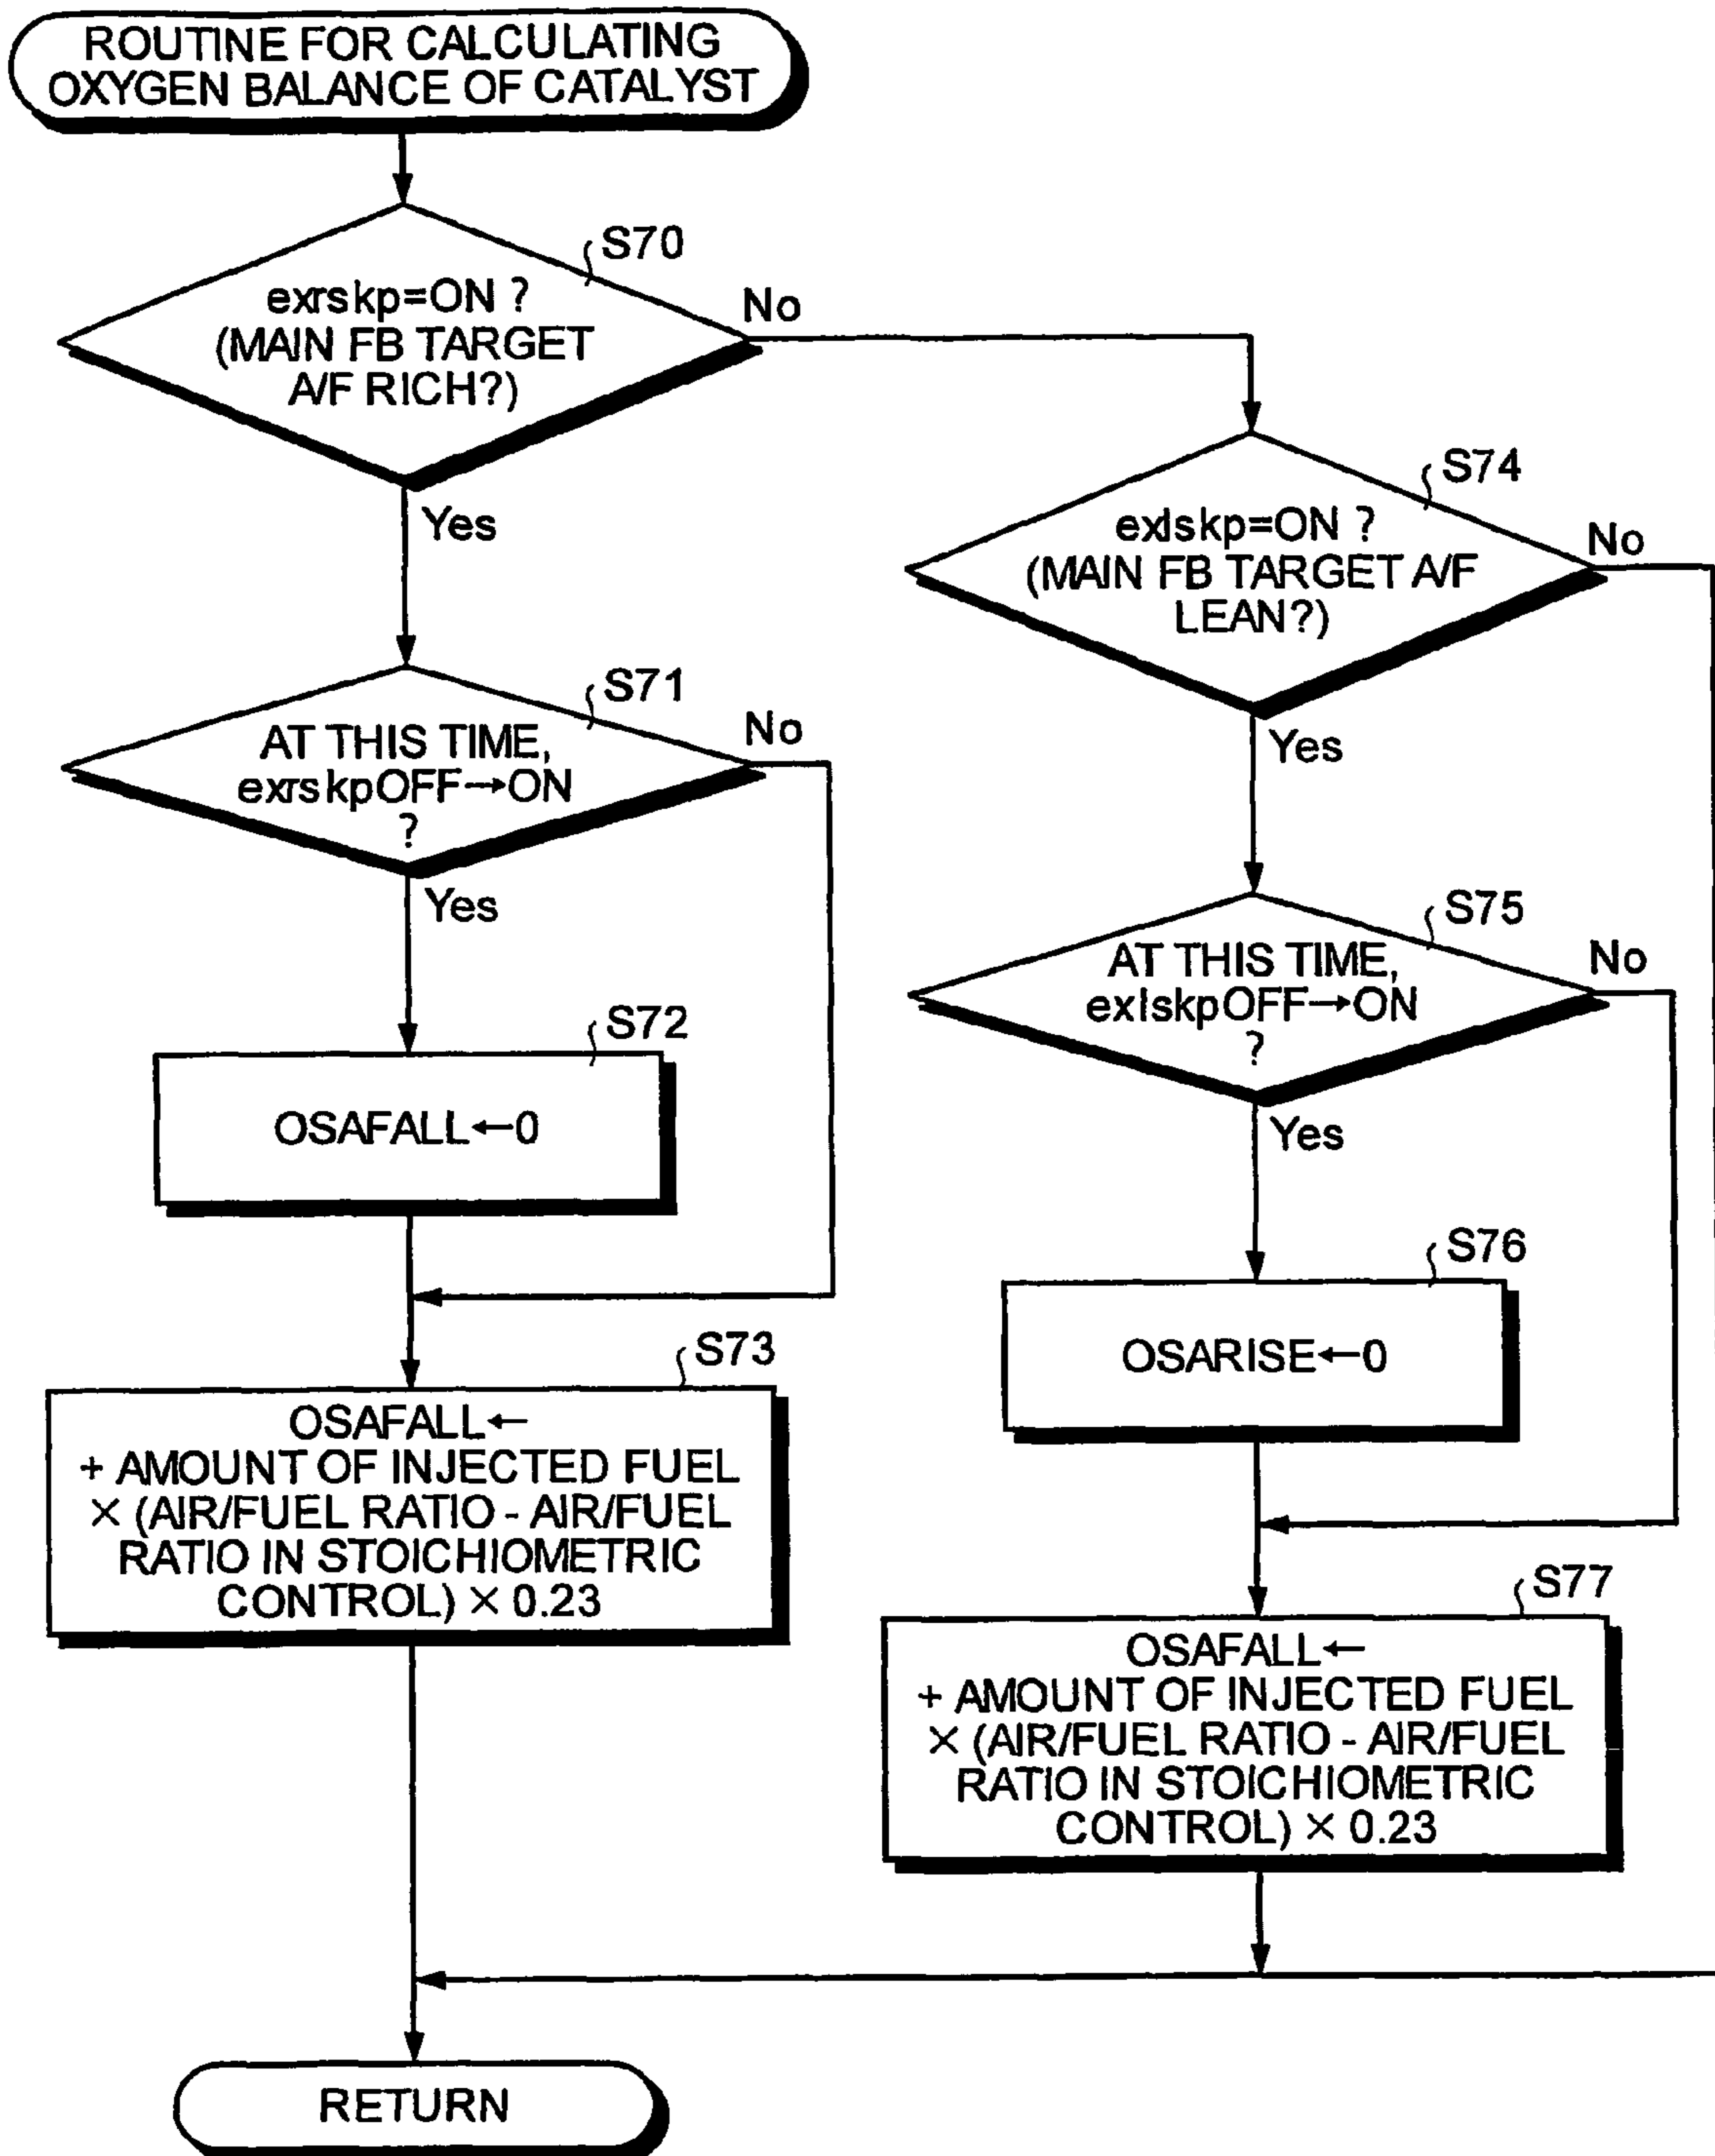 ROUTINE FOR CALCULATING
OXYGEN BALANCE OF CATALYST
S70
exrskp=ON ?
(MAIN FB TARGET
A/F RICH?)
No
Yes
S74
exlskp=ON ?
(MAIN FB TARGET A/F
LEAN?)
No
Yes
S71
AT THIS TIME,
exrskpOFF→ON
?
No
Yes
S75
AT THIS TIME,
exlskpOFF→ON
?
No
Yes
S72
OSAFALL←0
S76
OSARISE←0
S73
OSAFALL←
+ AMOUNT OF INJECTED FUEL
× (AIR/FUEL RATIO - AIR/FUEL
RATIO IN STOICHIOMETRIC
CONTROL) × 0.23
S77
OSAFALL←
+ AMOUNT OF INJECTED FUEL
× (AIR/FUEL RATIO - AIR/FUEL
RATIO IN STOICHIOMETRIC
CONTROL) × 0.23
RETURN